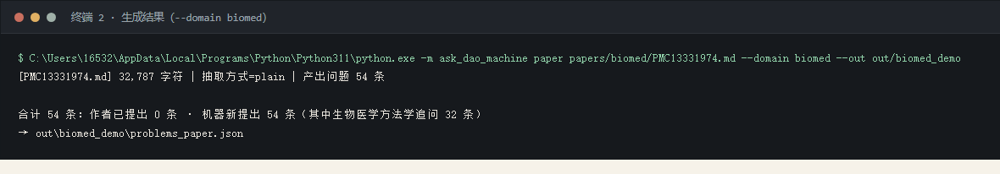 终端 2 · 生成结果 (--domain biomed)
$ C:\Users\16532\AppData\Local\Programs\Python\Python311\python.exe -m ask_dao_machine paper papers/biomed/PMC13331974.md --domain biomed --out out/biomed_demo
[PMC13331974.md] 32,787 字符 | 抽取方式=plain | 产出问题 54 条
合计 54 条: 作者已提出 0 条 · 机器新提出 54 条 (其中生物医学方法学追问 32 条)
→ out\biomed_demo\problems_paper.json